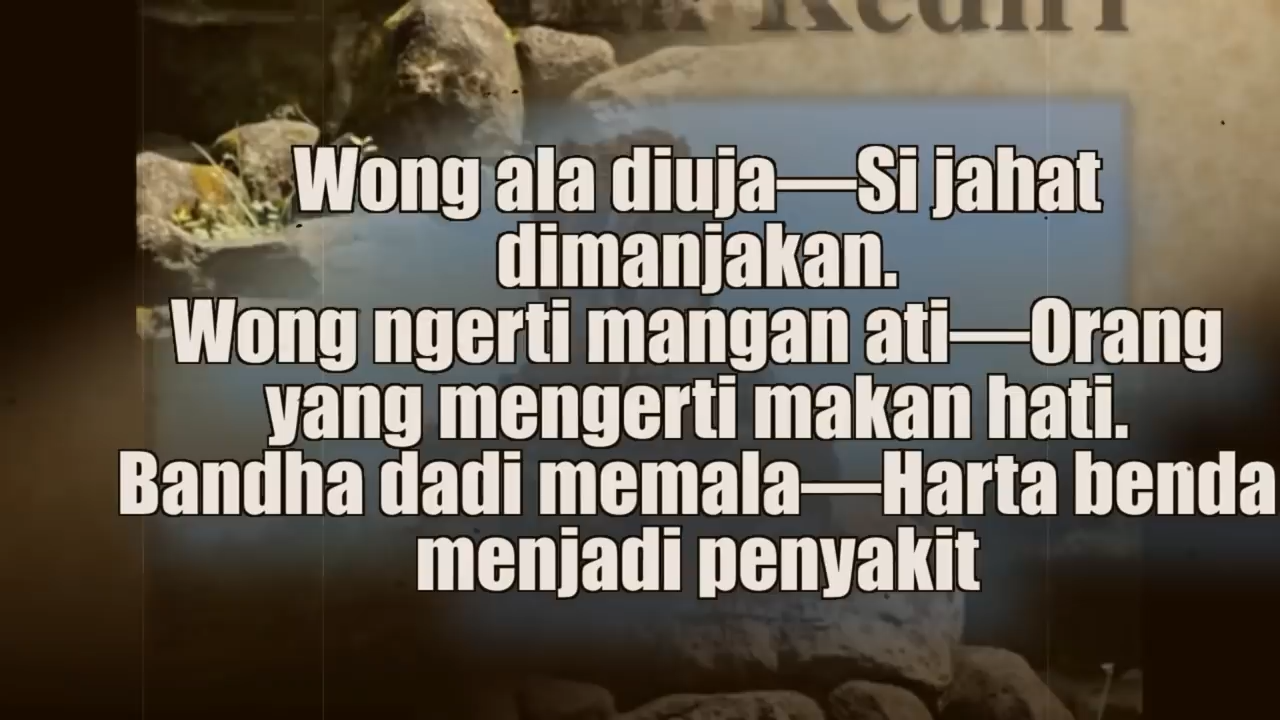 Kediri
Wong ala diuja—Si jahat
dimanjakan.
Wong ngerti mangan ati—Orang
yang mengerti makan hati.
Bandha dadi memala—Harta benda
menjadi penyakit